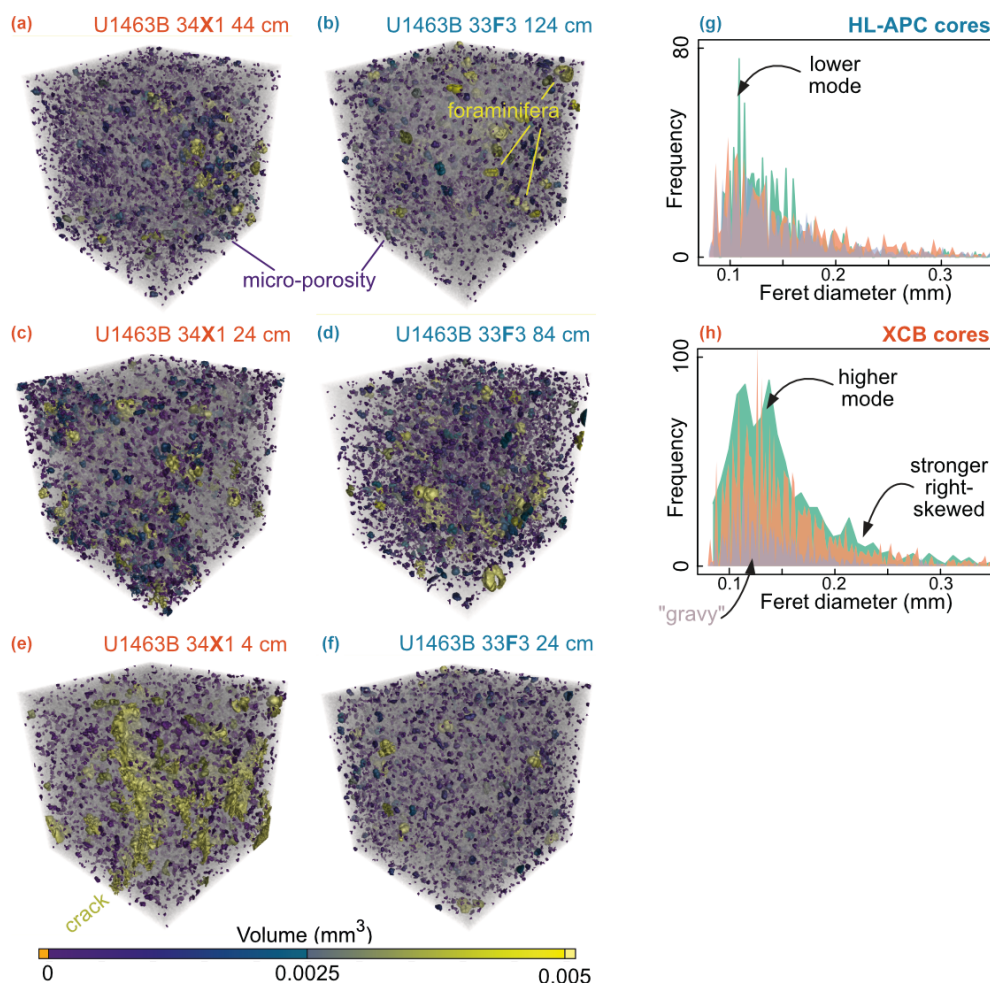 (a) U1463B 34X1 44 cm
(b) U1463B 33F3 124 cm
foraminifera
micro-porosity
(c) U1463B 34X1 24 cm
(d) U1463B 33F3 84 cm
(e) U1463B 34X1 4 cm
(f) U1463B 33F3 24 cm
crack
Volume (mm³)
0 0.0025 0.005
(g) HL-APC cores
80
Frequency
0
lower
mode
0.1 0.2 0.3
Feret diameter (mm)
(h) XCB cores
100
Frequency
0
higher
mode
stronger
right-
skewed
"gravy"
0.1 0.2 0.3
Feret diameter (mm)